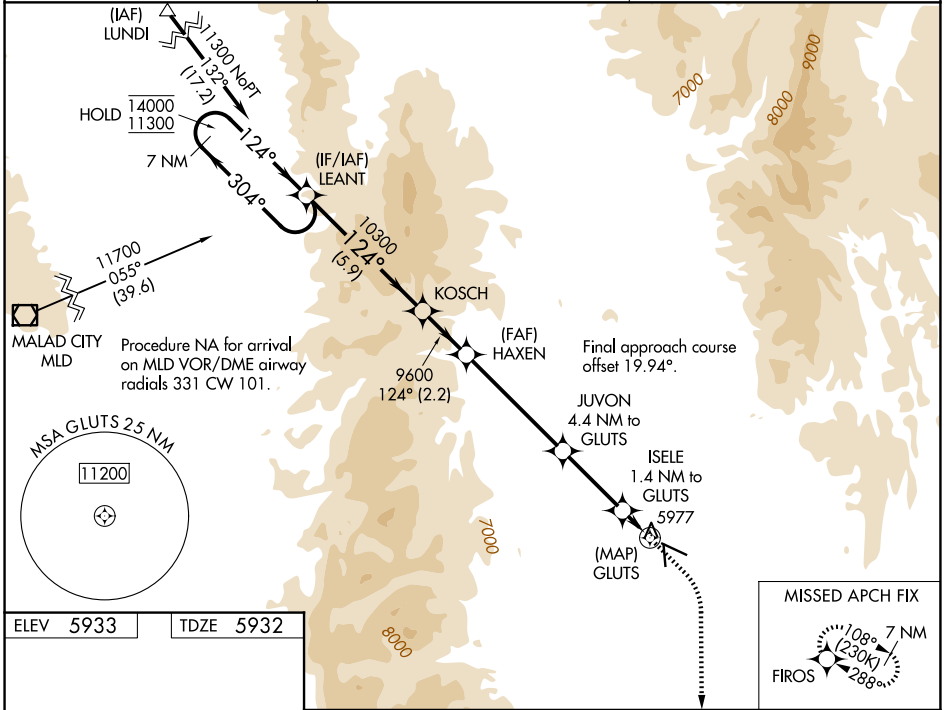 (IAF)
LUNDI
11300 NoPT
132°
(17.2)
HOLD
14000
11300
7 NM
124°
304°
(IF/IAF)
LEANT
10300
124°
(5.9)
KOSCH
(FAF)
HAXEN
9600
124° (2.2)
11700
055°
(39.6)
MALAD CITY
MLD
Procedure NA for arrival
on MLD VOR/DME airway
radials 331 CW 101.
Final approach course
offset 19.94°.
JUVON
4.4 NM to
GLUTS
ISELE
1.4 NM to
GLUTS
5977
(MAP)
GLUTS
MSA GLUTS 25 NM
11200
7000
8000
9000
7000
8000
ELEV 5933
TDZE 5932
MISSED APCH FIX
108°
7 NM
(230K)
288°
FIROS